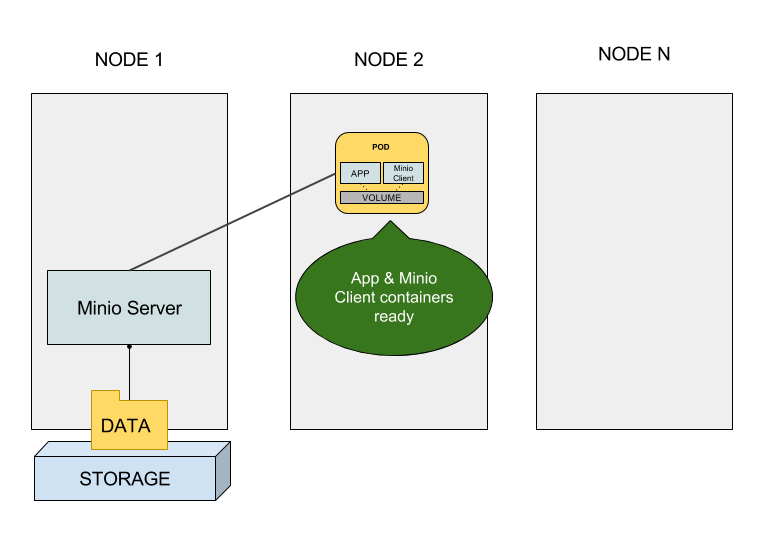 NODE 1
NODE 2
NODE N
POD
APP
Minio
Client
VOLUME
App & Minio
Client containers
ready
Minio Server
DATA
STORAGE